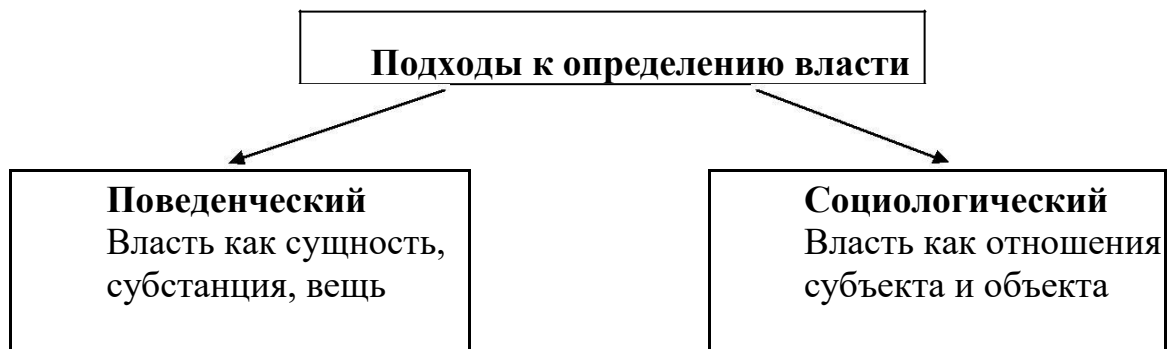 Подходы к определению власти
Поведенческий
Власть как сущность,
субстанция, вещь
Социологический
Власть как отношения
субъекта и объекта